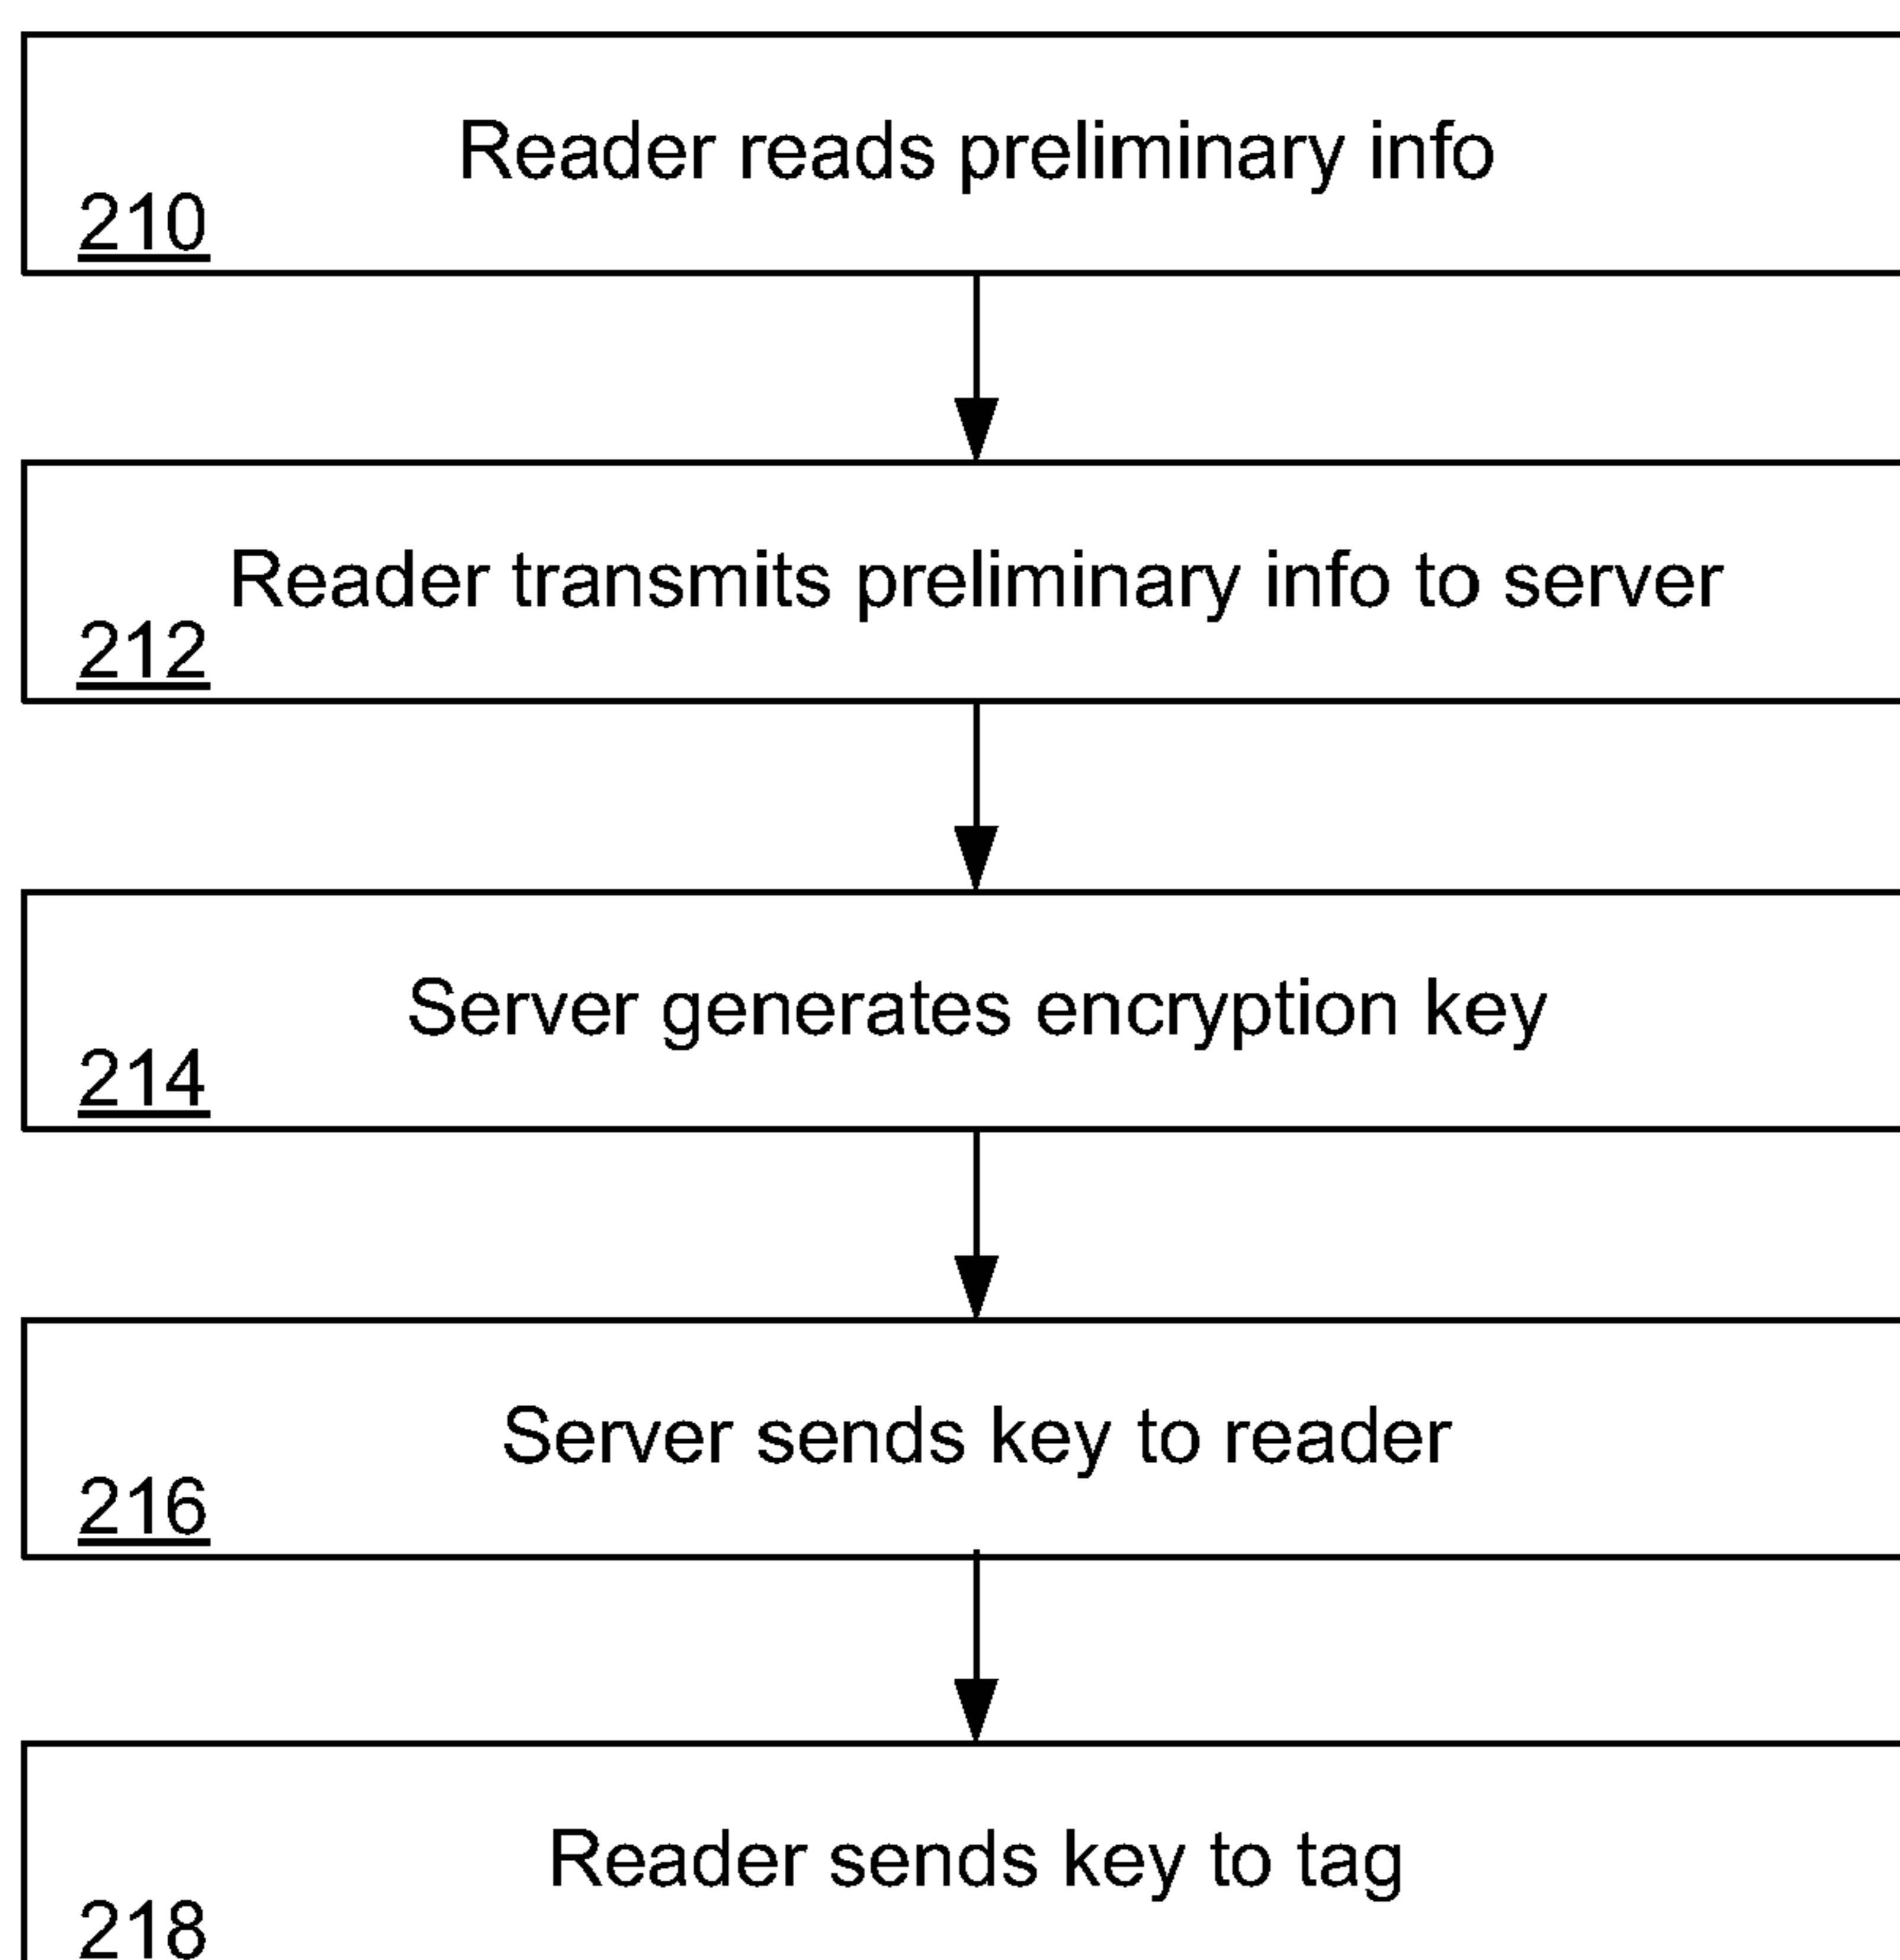 Reader reads preliminary info
210
Reader transmits preliminary info to server
212
Server generates encryption key
214
Server sends key to reader
216
Reader sends key to tag
218